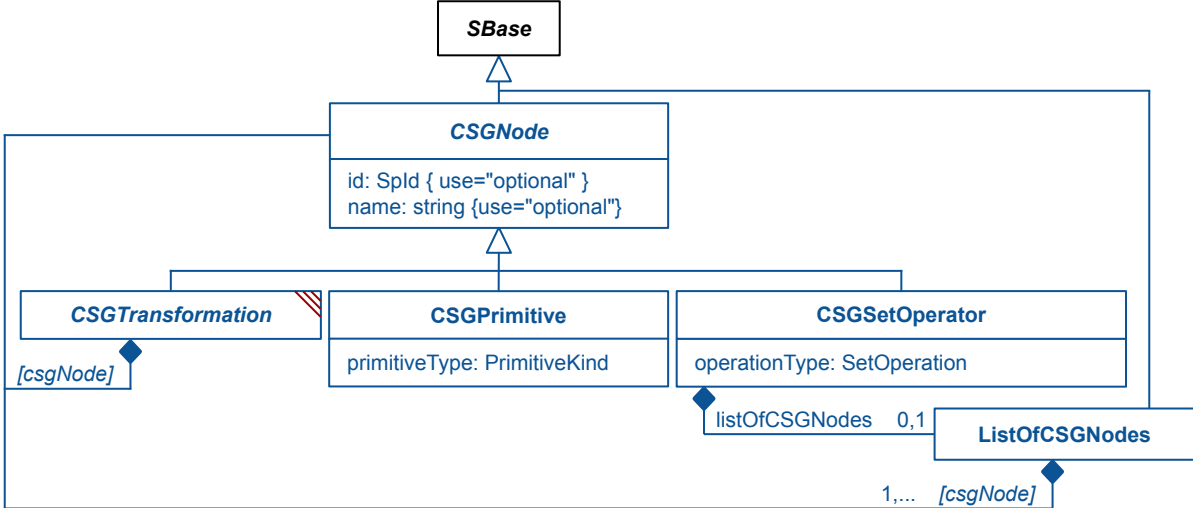 SBase
CSGNode
id: SpId { use="optional" }
name: string {use="optional"}
CSGTransformation
CSGPrimitive
CSGSetOperator
primitiveType: PrimitiveKind
operationType: SetOperation
[csgNode]
listOfCSGNodes 0,1
ListOfCSGNodes
1,... [csgNode]